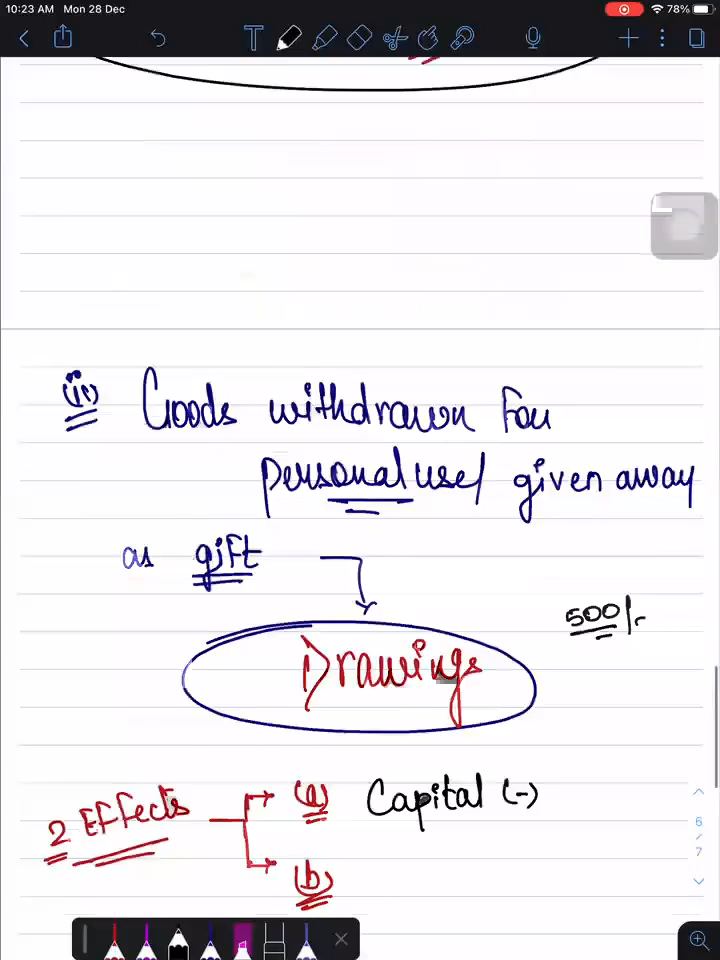 10:23 AM Mon 28 Dec
78%
(iv) Goods withdrawn for
personal use/ given away
as gift
500/-
Drawings
2 Effects
(a) Capital (-)
(b)
6
/
7